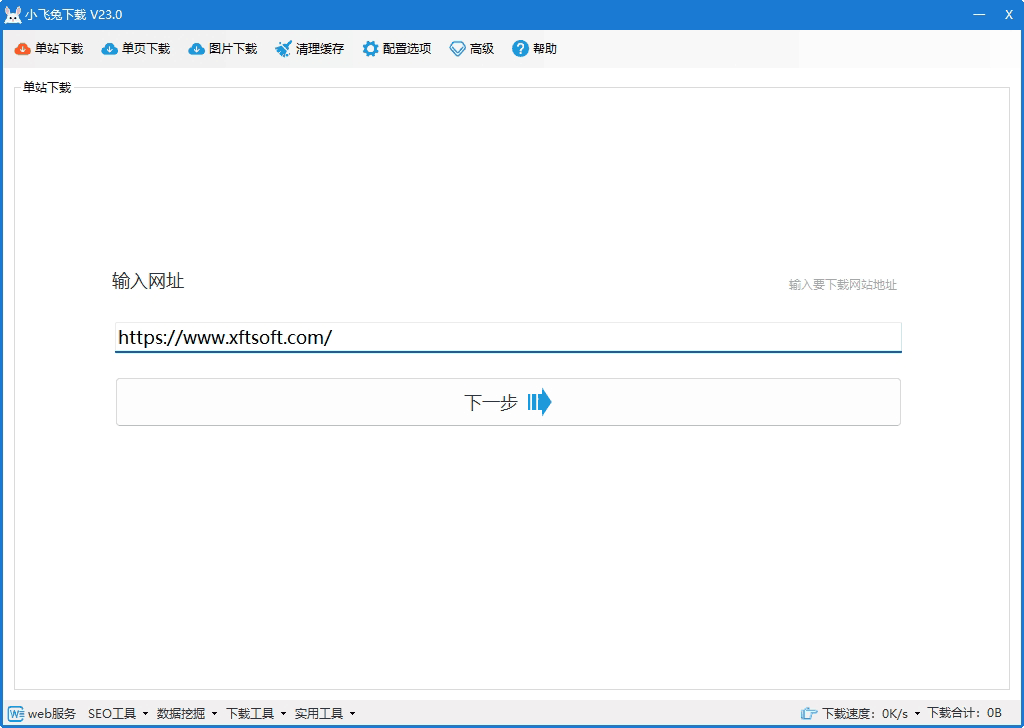 小飞兔下载 V23.0
单站下载 单页下载 图片下载 清理缓存 配置选项 高级 帮助
单站下载
输入网址
输入要下载网站地址
https://www.xftsoft.com/
下一步
web服务 SEO工具 数据挖掘 下载工具 实用工具 下载速度：0K/s 下载合计：0B